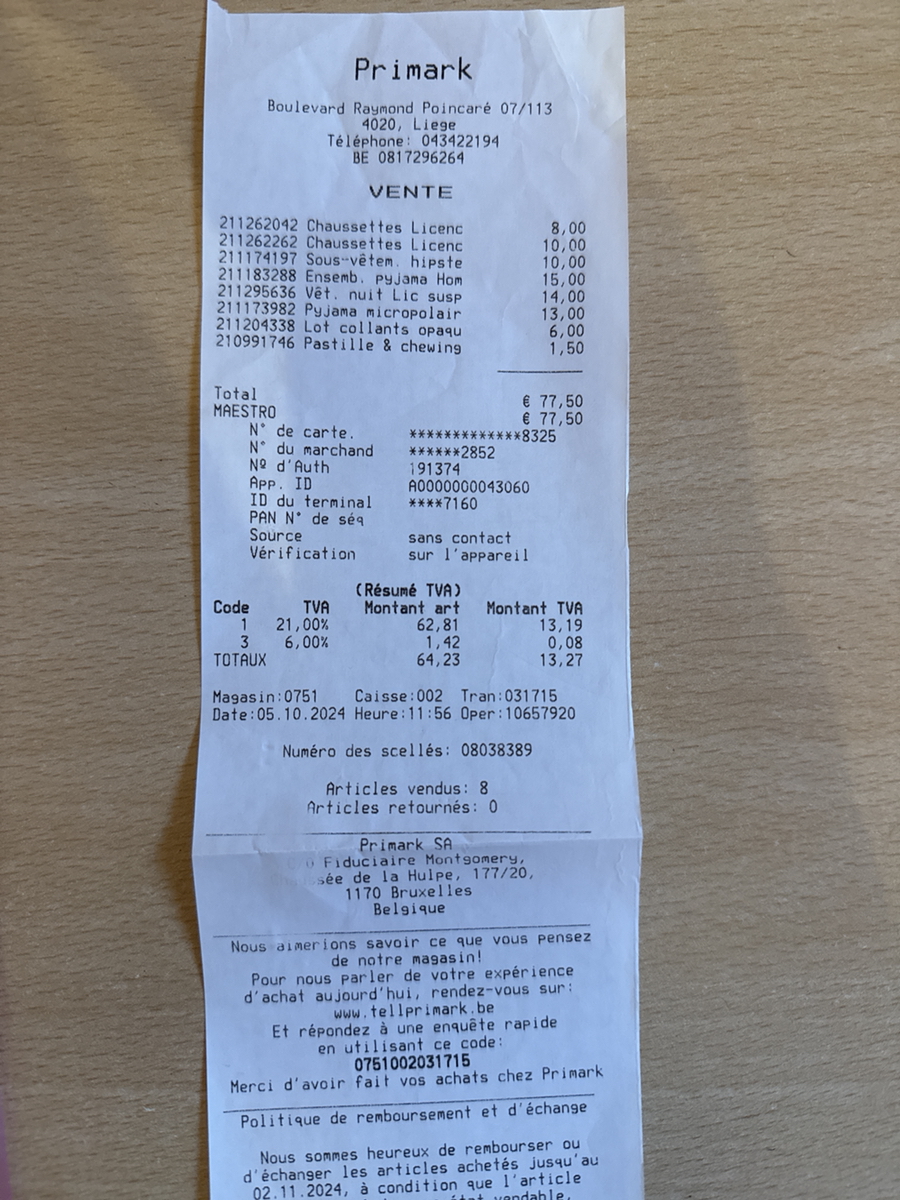 Primark
Boulevard Raymond Poincaré 07/113
4020, Liege
Téléphone: 043422194
BE 0817296264
VENTE
211262042 Chaussettes Licenc 8,00
211262262 Chaussettes Licenc 10,00
211174197 Sous-vêtem. hipste 10,00
211183288 Ensemb. pyjama Hom 15,00
211295636 Vêt. nuit Lic susp 14,00
211173982 Pyjama micropolair 13,00
211204338 Lot collants opaqu 6,00
210991746 Pastille & chewing 1,50
Total € 77,50
MAESTRO € 77,50
N° de carte. *************8325
N° du marchand ******2852
Nº d'Auth 191374
App. ID A0000000043060
ID du terminal ****7160
PAN N° de séq
Source sans contact
Vérification sur l'appareil
(Résumé TVA)
Code TVA Montant art Montant TVA
1 21,00% 62,81 13,19
3 6,00% 1,42 0,08
TOTAUX 64,23 13,27
Magasin:0751 Caisse:002 Tran:031715
Date:05.10.2024 Heure:11:56 Oper:10657920
Numéro des scellés: 08038389
Articles vendus: 8
Articles retournés: 0
Primark SA
Fiduciaire Montgomery,
de la Hulpe, 177/20,
1170 Bruxelles
Belgique
Nous aimerions savoir ce que vous pensez
de notre magasin!
Pour nous parler de votre expérience
d'achat aujourd'hui, rendez-vous sur:
www.tellprimark.be
Et répondez à une enquête rapide
en utilisant ce code:
0751002031715
Merci d'avoir fait vos achats chez Primark
Politique de remboursement et d'échange
Nous sommes heureux de rembourser ou
d'échanger les articles achetés jusqu'au
02.11.2024, à condition que l'article
état vendable,